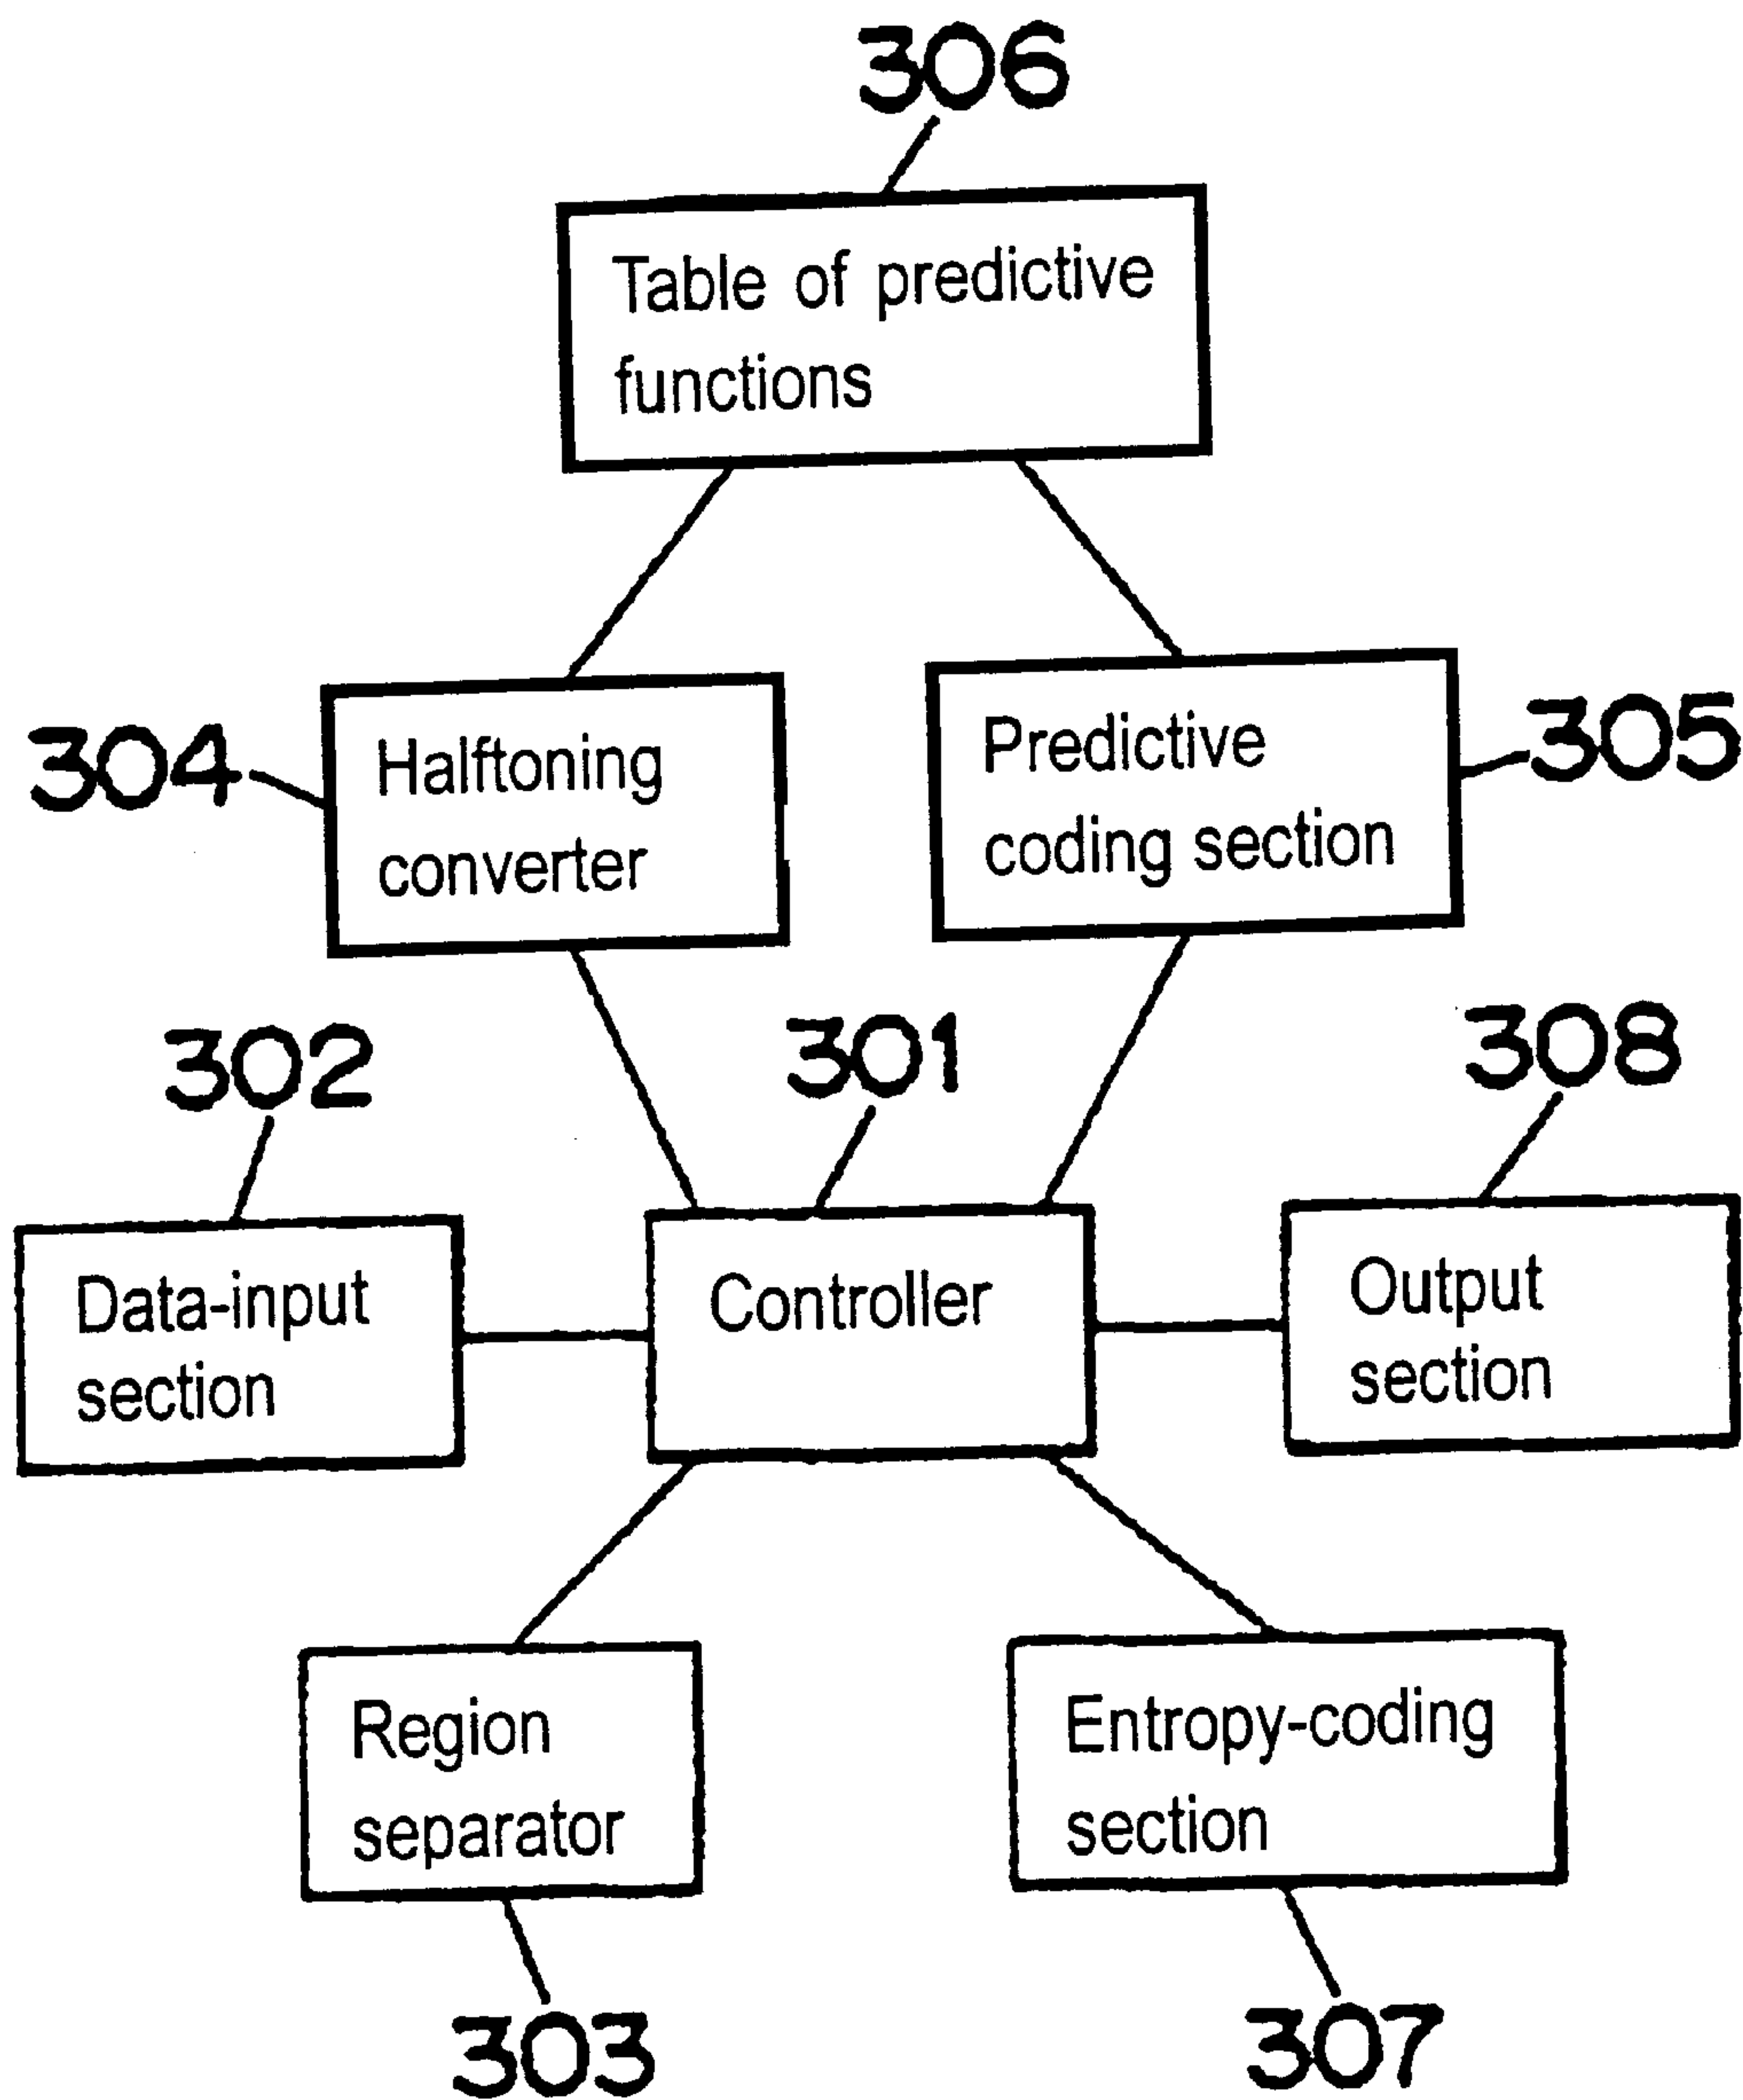 306
Table of predictive
functions
304
Halftoning
converter
Predictive
coding section
305
302
301
308
Data-input
section
Controller
Output
section
Region
separator
Entropy-coding
section
303
307